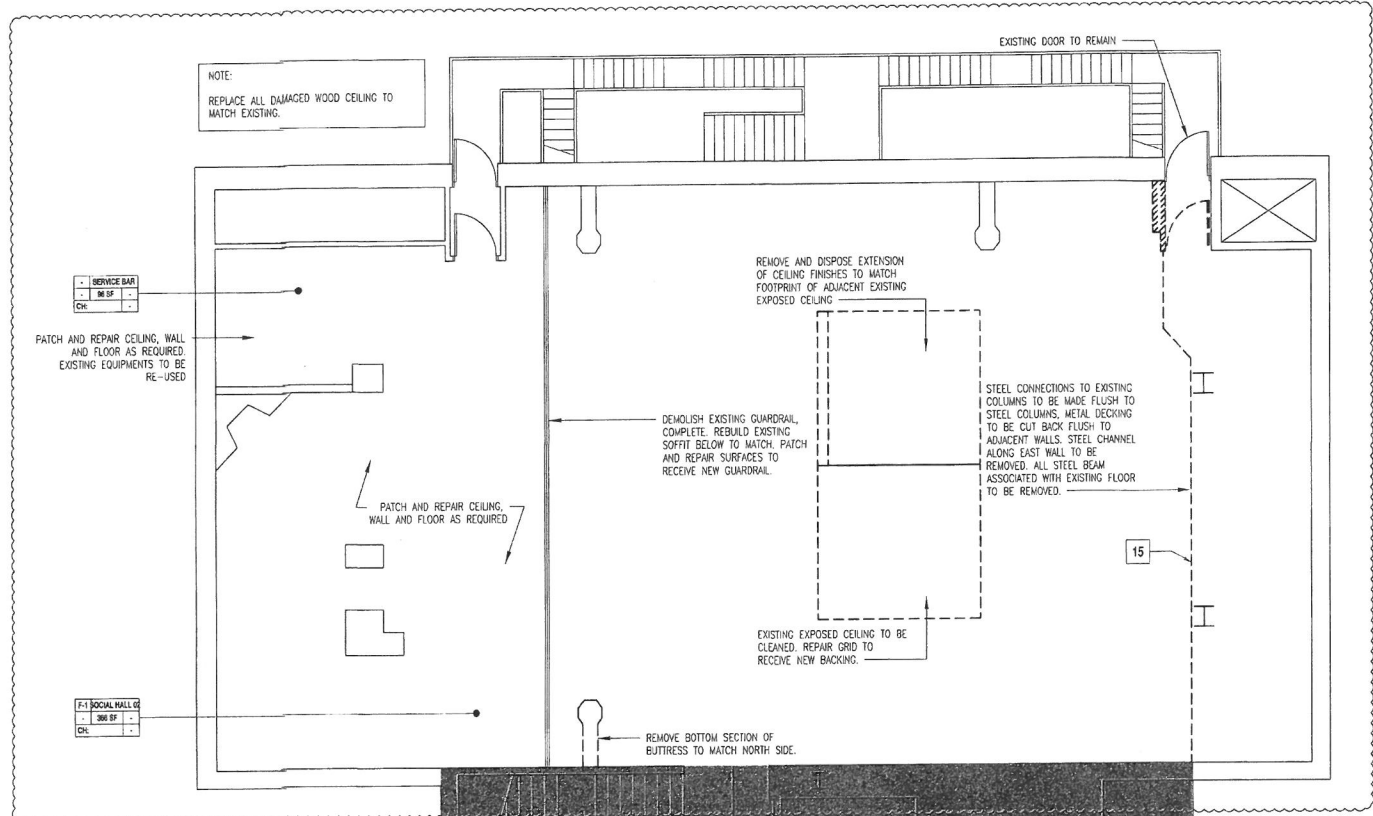 EXISTING DOOR TO REMAIN
NOTE:
REPLACE ALL DAMAGED WOOD CEILING TO
MATCH EXISTING.
- SERVICE BAR
- 96 SF -
CH: -
PATCH AND REPAIR CEILING, WALL
AND FLOOR AS REQUIRED.
EXISTING EQUIPMENTS TO BE
RE-USED
REMOVE AND DISPOSE EXTENSION
OF CEILING FINISHES TO MATCH
FOOTPRINT OF ADJACENT EXISTING
EXPOSED CEILING
DEMOLISH EXISTING GUARDRAIL,
COMPLETE. REBUILD EXISTING
SOFFIT BELOW TO MATCH. PATCH
AND REPAIR SURFACES TO
RECEIVE NEW GUARDRAIL.
STEEL CONNECTIONS TO EXISTING
COLUMNS TO BE MADE FLUSH TO
STEEL COLUMNS, METAL DECKING
TO BE CUT BACK FLUSH TO
ADJACENT WALLS. STEEL CHANNEL
ALONG EAST WALL TO BE
REMOVED. ALL STEEL BEAM
ASSOCIATED WITH EXISTING FLOOR
TO BE REMOVED.
PATCH AND REPAIR CEILING,
WALL AND FLOOR AS REQUIRED
15
EXISTING EXPOSED CEILING TO BE
CLEANED. REPAIR GRID TO
RECEIVE NEW BACKING.
F-1 SOCIAL HALL 02
- 366 SF -
CH: -
REMOVE BOTTOM SECTION OF
BUTTRESS TO MATCH NORTH SIDE.